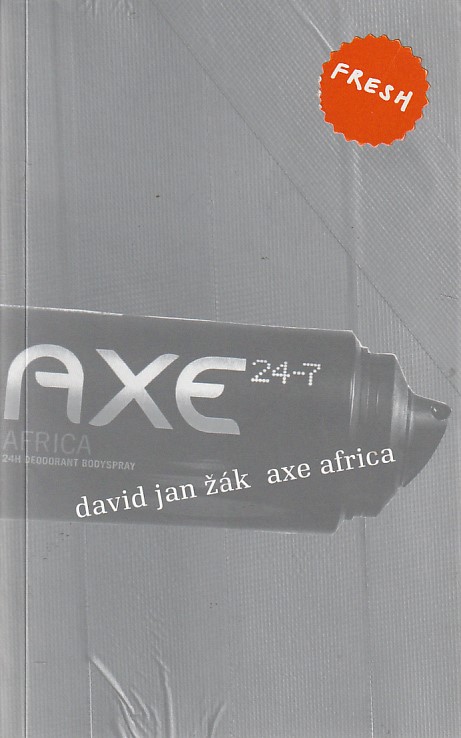 FRESH
AXE 24-7
AFRICA
24H DEODORANT BODYSPRAY
david jan žák axe africa